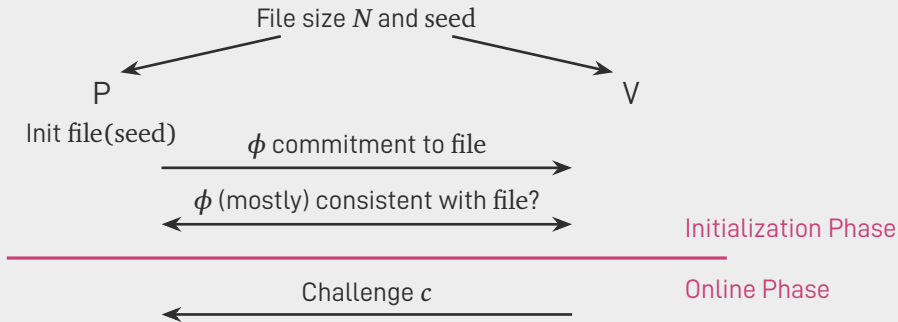 File size N and seed
P
V
Init file(seed)
ϕ commitment to file
ϕ (mostly) consistent with file?
Initialization Phase
Online Phase
Challenge c